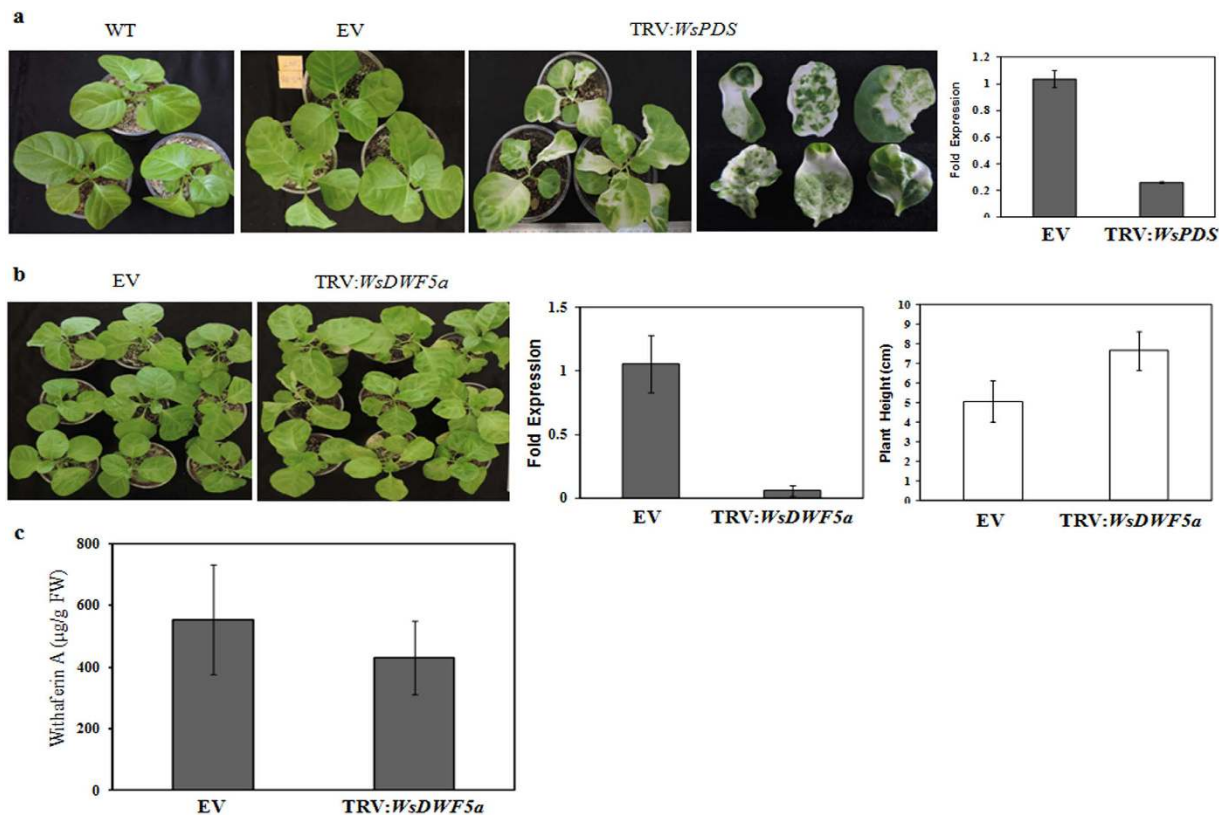 a
WT
EV
TRV:WsPDS
1.2
1
0.8
0.6
0.4
0.2
0
Fold Expression
EV
TRV:WsPDS
b
EV
TRV:WsDWF5a
1.5
1
0.5
0
Fold Expression
EV
TRV:WsDWF5a
10
9
8
7
6
5
4
3
2
1
0
Plant Height (cm)
EV
TRV:WsDWF5a
c
800
600
400
200
0
Withaferin A (µg/g FW)
EV
TRV:WsDWF5a